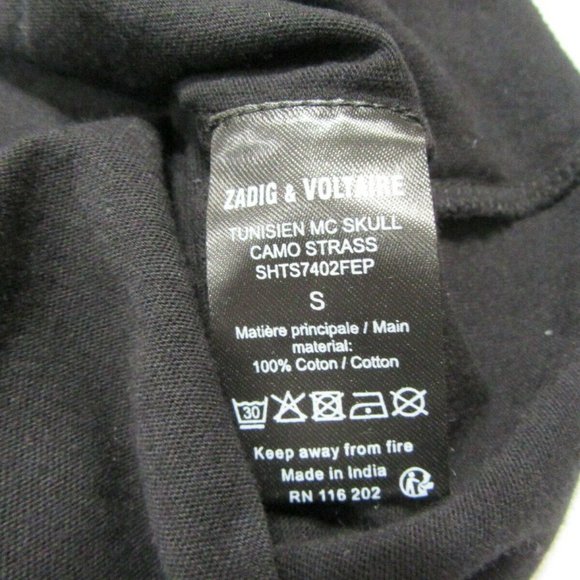 ZADIG & VOLTAIRE
TUNISIEN MC SKULL
CAMO STRASS
SHTS7402FEP
S
Matière principale / Main
material:
100% Coton / Cotton
30
Keep away from fire
Made in India
RN 116 202